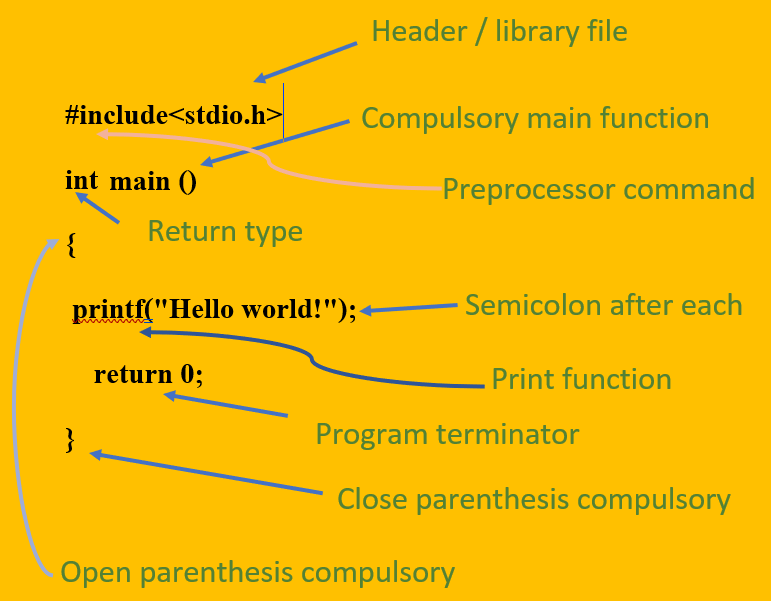 Header / library file
#include<stdio.h>
Compulsory main function
int main ()
Preprocessor command
Return type
{
printf("Hello world!");
Semicolon after each
Print function
return 0;
Program terminator
}
Close parenthesis compulsory
Open parenthesis compulsory